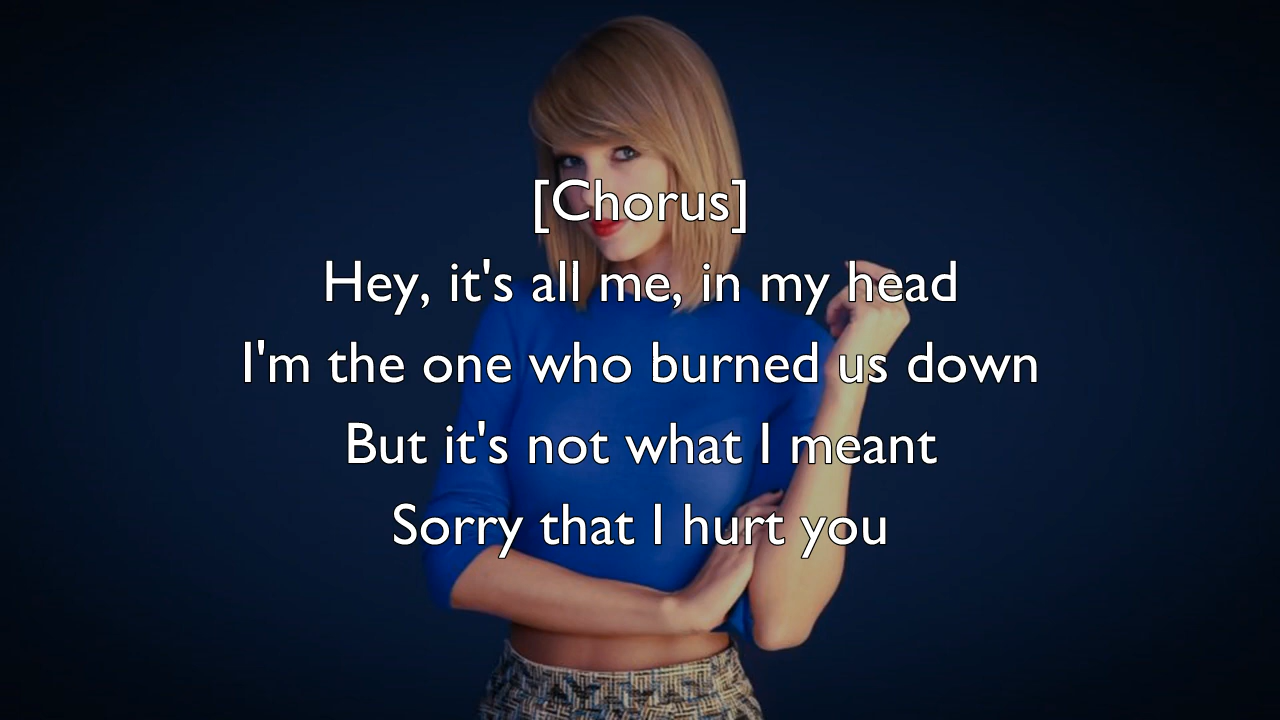 [Chorus]
Hey, it's all me, in my head
I'm the one who burned us down
But it's not what I meant
Sorry that I hurt you